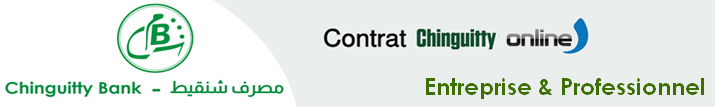 B
Chinguitty Bank - مصرف شنقيط
Contrat Chinguitty online
Entreprise & Professionnel